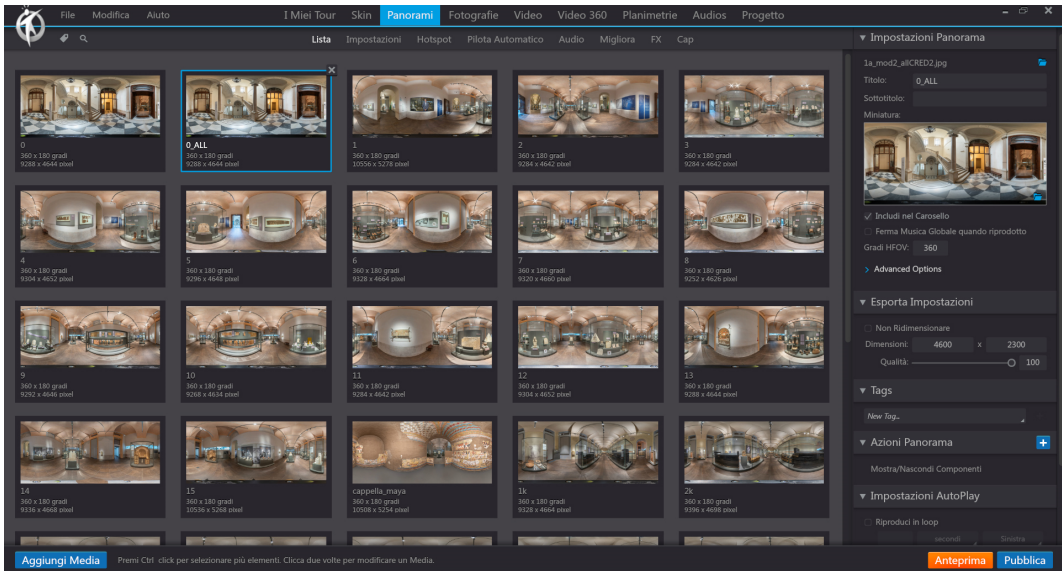 File Modifica Aiuto I Miei Tour Skin Panorami Fotografie Video Video 360 Planimetrie Audios Progetto
Lista Impostazioni Hotspot Pilota Automatico Audio Migliora FX Cap
0
360 x 180 gradi
9288 x 4644 pixel
0_ALL
360 x 180 gradi
9288 x 4644 pixel
1
360 x 180 gradi
10556 x 5278 pixel
2
360 x 180 gradi
9284 x 4642 pixel
3
360 x 180 gradi
9284 x 4642 pixel
4
360 x 180 gradi
9304 x 4652 pixel
5
360 x 180 gradi
9296 x 4648 pixel
6
360 x 180 gradi
9328 x 4664 pixel
7
360 x 180 gradi
9320 x 4660 pixel
8
360 x 180 gradi
9252 x 4626 pixel
9
360 x 180 gradi
9292 x 4646 pixel
10
360 x 180 gradi
9268 x 4634 pixel
11
360 x 180 gradi
9284 x 4642 pixel
12
360 x 180 gradi
9304 x 4652 pixel
13
360 x 180 gradi
9288 x 4644 pixel
14
360 x 180 gradi
9336 x 4668 pixel
15
360 x 180 gradi
10536 x 5268 pixel
cappella_maya
360 x 180 gradi
10508 x 5254 pixel
1k
360 x 180 gradi
9328 x 4664 pixel
2k
360 x 180 gradi
9396 x 4698 pixel
Impostazioni Panorama
1a_mod2_allCRED2.jpg
Titolo: 0_ALL
Sottotitolo:
Miniatura:
Includi nel Carosello
Ferma Musica Globale quando riprodotto
Gradi HFOV: 360
Advanced Options
Esporta Impostazioni
Non Ridimensionare
Dimensioni: 4600 x 2300
Qualità: 100
Tags
New Tag..
Azioni Panorama
Mostra/Nascondi Componenti
Impostazioni AutoPlay
Riproduci in loop
secondi Sinistra
Aggiungi Media Premi Ctrl click per selezionare più elementi. Clicca due volte per modificare un Media. Anteprima Pubblica